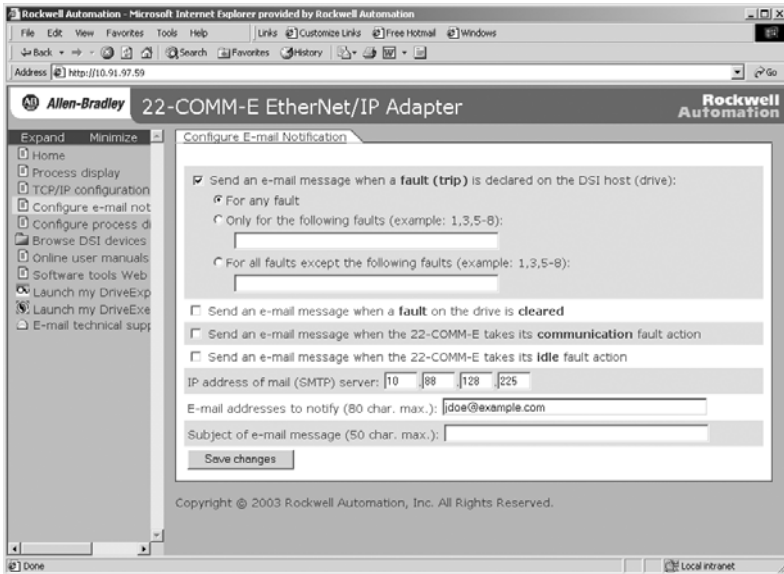 Rockwell Automation - Microsoft Internet Explorer provided by Rockwell Automation
File Edit View Favorites Tools Help Links Customize Links Free Hotmail Windows
Back Search Favorites History
Address http://10.91.97.59 Go
Allen-Bradley 22-COMM-E EtherNet/IP Adapter Rockwell Automation
Expand Minimize
Home
Process display
TCP/IP configuration
Configure e-mail not
Configure process di
Browse DSI devices
Online user manuals
Software tools Web
Launch my DriveExp
Launch my DriveExe
E-mail technical supp
Configure E-mail Notification
Send an e-mail message when a fault (trip) is declared on the DSI host (drive):
For any fault
Only for the following faults (example: 1,3,5-8):
For all faults except the following faults (example: 1,3,5-8):
Send an e-mail message when a fault on the drive is cleared
Send an e-mail message when the 22-COMM-E takes its communication fault action
Send an e-mail message when the 22-COMM-E takes its idle fault action
IP address of mail (SMTP) server: 10 .88 .128 .225
E-mail addresses to notify (80 char. max.): jdoe@example.com
Subject of e-mail message (50 char. max.):
Save changes
Copyright © 2003 Rockwell Automation, Inc. All Rights Reserved.
Done Local intranet